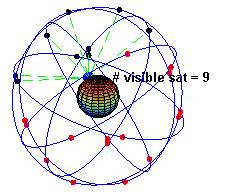 # visible sat = 9